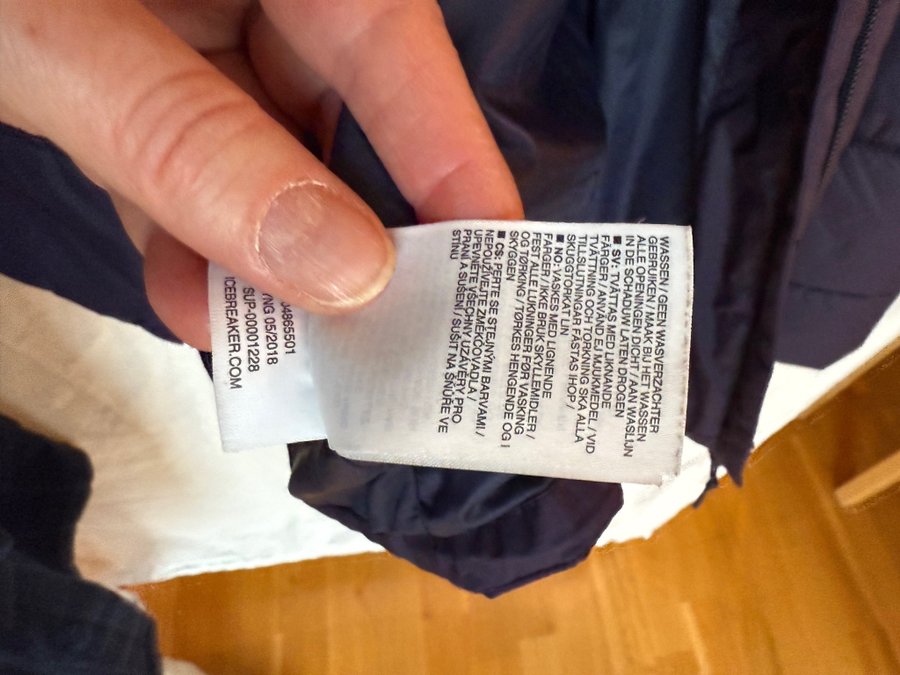 WASSEN / GEEN WASVERZACHTER
GEBRUIKEN / MAAK BIJ HET WASSEN
ALLE OPENINGEN DICHT / AAN WASLIJN
IN DE SCHADUW LATEN DROGEN
■ SV: TVÄTTAS MED LIKNANDE
FÄRGER / ANVÄND EJ MJUKMEDEL / VID
TVÄTTNING OCH TORKNING SKA ALLA
TILLSLUTNINGAR FÄSTAS IHOP /
SKUGGTORKAT LIN
■ NO: VASKES MED LIGNENDE
FARGER / IKKE BRUK SKYLLEMIDLER /
FEST ALLE LUKNINGER FØR VASKING
OG TØRKING / TØRKES HENGENDE OG I
SKYGGEN
■ CS: PERTE SE STEJNÝMI BARVAMI /
NEPOUŽÍVEJTE ZMĚKČOVADLA /
UPEVNĚTE VŠECHNY UZÁVĚRY PRO
PRANÍ A SUŠENÍ / SUŠIT NA ŠŇŮŘE VE
STÍNU
04865501
YNG 05/2018
SUP-00001228
ICEBREAKER.COM